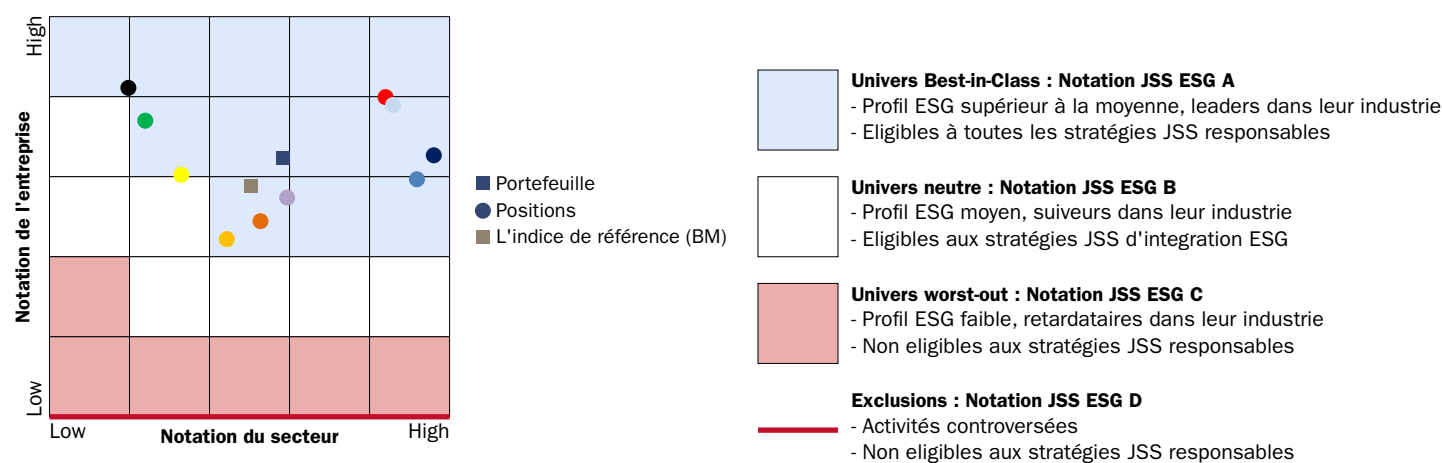 High
Notation de l'entreprise
Low
Low
Notation du secteur
High
Portefeuille
Positions
L'indice de référence (BM)
Univers Best-in-Class : Notation JSS ESG A
- Profil ESG supérieur à la moyenne, leaders dans leur industrie
- Eligibles à toutes les stratégies JSS responsables
Univers neutre : Notation JSS ESG B
- Profil ESG moyen, suiveurs dans leur industrie
- Eligibles aux stratégies JSS d'integration ESG
Univers worst-out : Notation JSS ESG C
- Profil ESG faible, retardataires dans leur industrie
- Non eligibles aux stratégies JSS responsables
Exclusions : Notation JSS ESG D
- Activités controversées
- Non eligibles aux stratégies JSS responsables